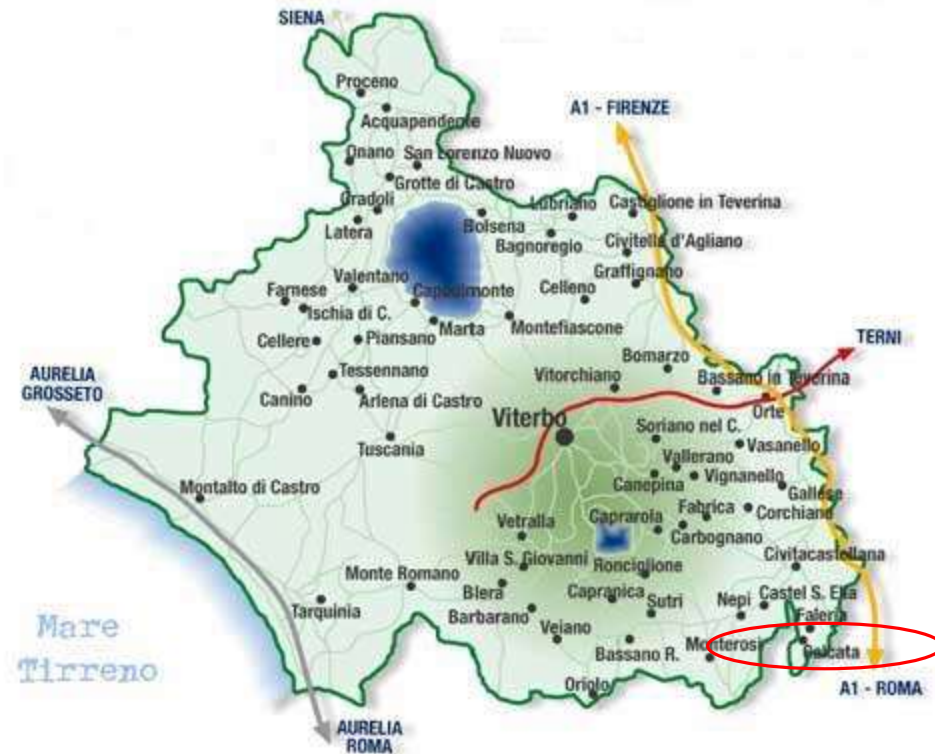 SIENA
Proceno
A1 - FIRENZE
Acquapendente
Onano
San Lorenzo Nuovo
Grotte di Castro
Gradoli
Latera
Bolsena
Lubriano
Castiglione in Teverina
Bagnoregio
Civitella d'Agliano
Graffignano
Valentano
Farnese
Capodimonte
Celleno
Ischia di C.
Marta
Montefiascone
Cellere
Piansano
TERNI
Bomarzo
AURELIA
GROSSETO
Tessennano
Vitorchiano
Bassano in Teverina
Canino
Arlena di Castro
Orte
Viterbo
Soriano nel C.
Tuscania
Vasanello
Vallerano
Canepina
Vignanello
Montalto di Castro
Gallese
Vetralla
Caprarola
Fabrica
Corchiano
Carbognano
Villa S. Giovanni
Ronciglione
Civitacastellana
Monte Romano
Blera
Capranica
Nepi
Castel S. Elia
Tarquinia
Barbarano
Sutri
Faleria
Mare
Tirreno
Veiano
Bassano R.
Monterosi
Calcata
Oriolo
A1 - ROMA
AURELIA
ROMA